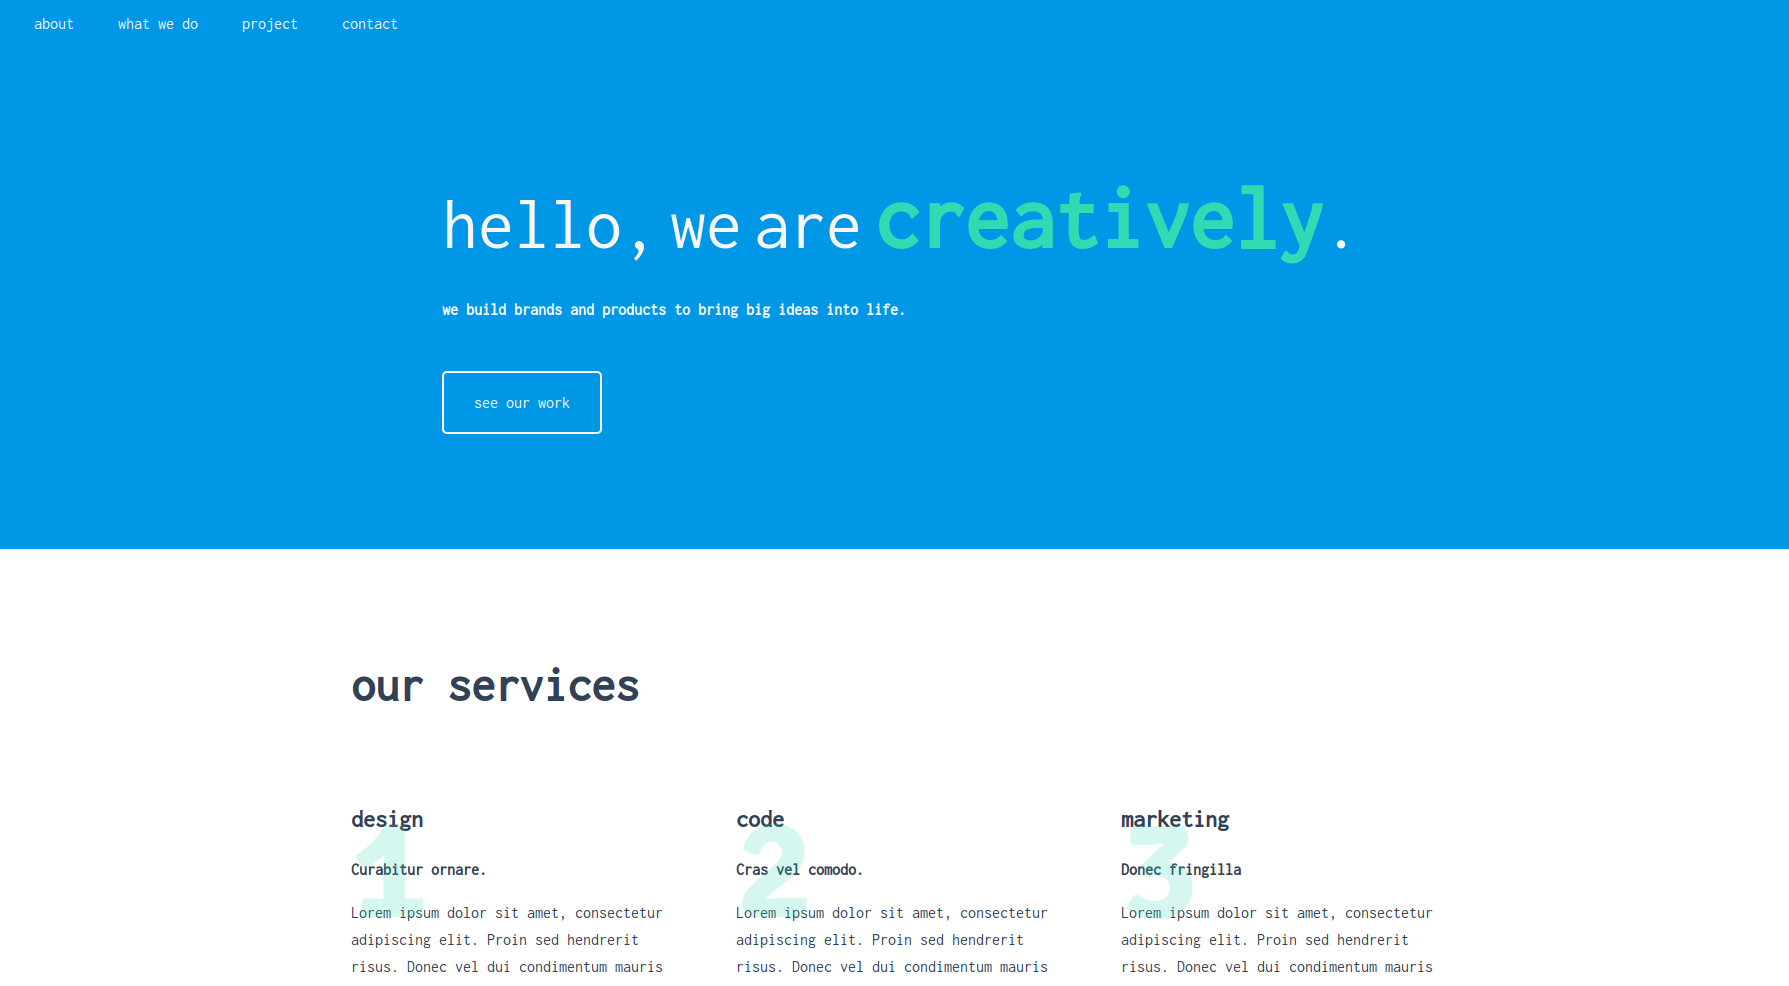 about what we do project contact
hello, we are creatively.
we build brands and products to bring big ideas into life.
see our work
our services
design code marketing
1 2 3
Curabitur ornare. Cras vel comodo. Donec fringilla
Lorem ipsum dolor sit amet, consectetur Lorem ipsum dolor sit amet, consectetur Lorem ipsum dolor sit amet, consectetur
adipiscing elit. Proin sed hendrerit adipiscing elit. Proin sed hendrerit adipiscing elit. Proin sed hendrerit
risus. Donec vel dui condimentum mauris risus. Donec vel dui condimentum mauris risus. Donec vel dui condimentum mauris